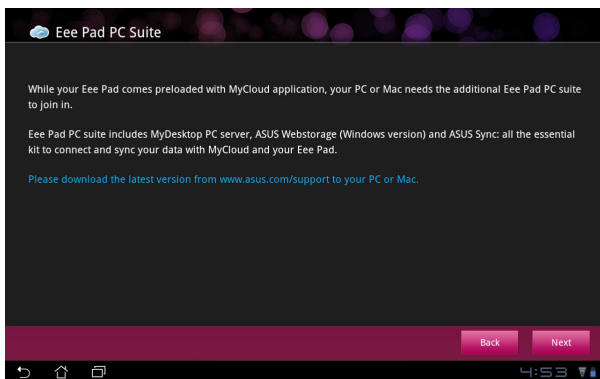 Eee Pad PC Suite
While your Eee Pad comes preloaded with MyCloud application, your PC or Mac needs the additional Eee Pad PC suite
to join in.
Eee Pad PC suite includes MyDesktop PC server, ASUS Webstorage (Windows version) and ASUS Sync: all the essential
kit to connect and sync your data with MyCloud and your Eee Pad.
Please download the latest version from www.asus.com/support to your PC or Mac.
Back Next
4:53